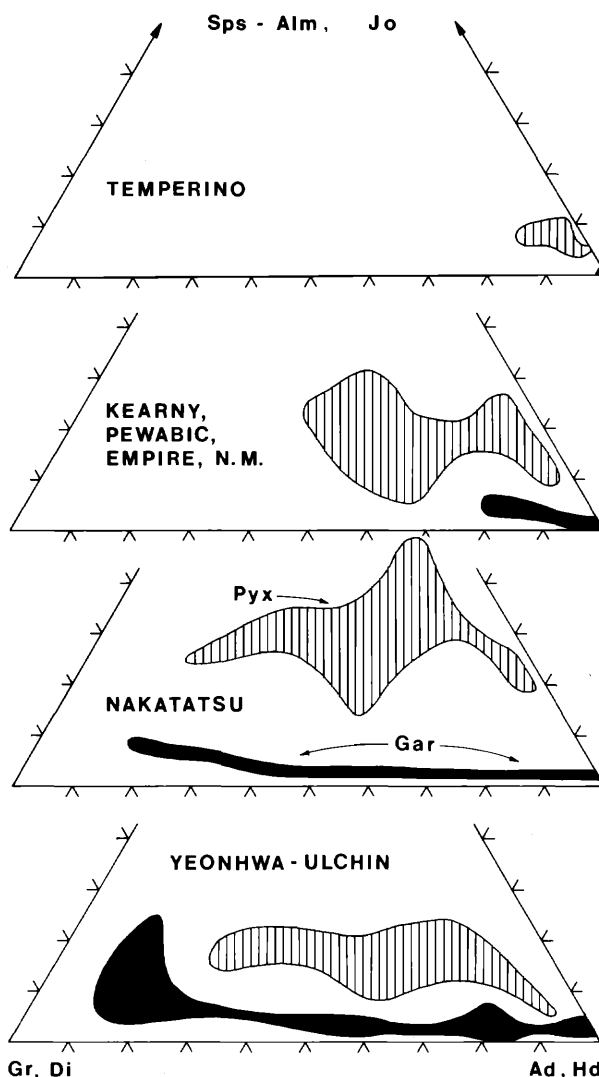 Sps - Alm, Jo
TEMPERINO
KEARNY,
PEWABIC,
EMPIRE, N.M.
Pyx
NAKATATSU
Gar
YEONHWA - ULCHIN
Gr, Di Ad, Hd